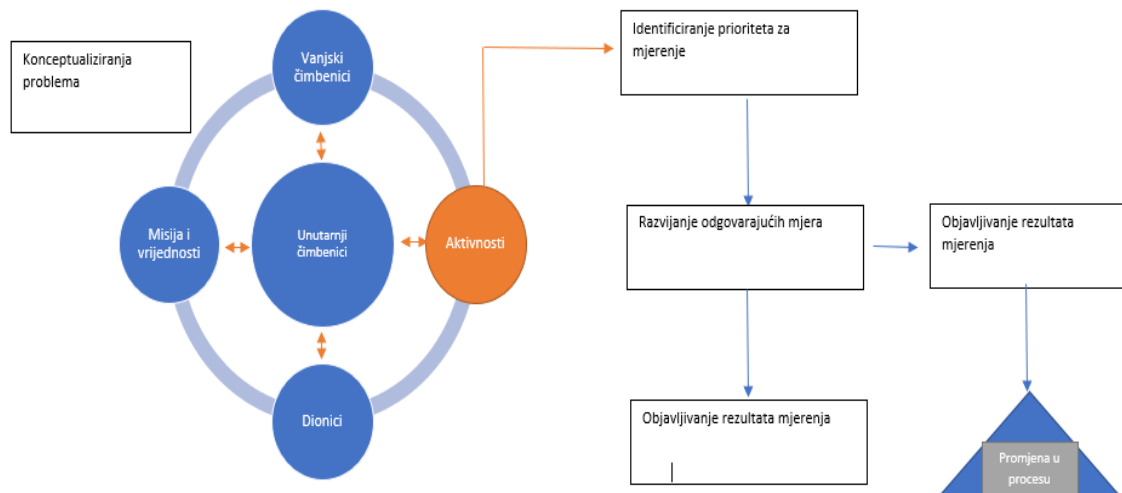 Konceptualiziranja
problema
Vanjski
čimbenici
Misija i
vrijednosti
Unutarnji
čimbenici
Aktivnosti
Dionici
Identificiranje prioriteta za
mjerenje
Razvijanje odgovarajućih mjera
Objavljivanje rezultata
mjerenja
Objavljivanje rezultata mjerenja
Promjena u
procesu